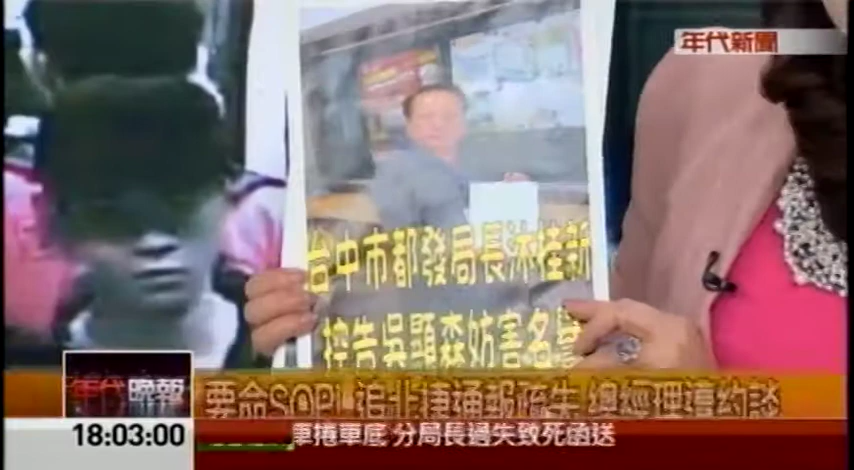 年代新聞
台中市都發局長沐桂新
控告吳顯森妨害名譽
年代晚報
要命SOP! 追北捷通報疏失 總經理遭約談
18:03:00
車捲車底 分局長過失致死函送